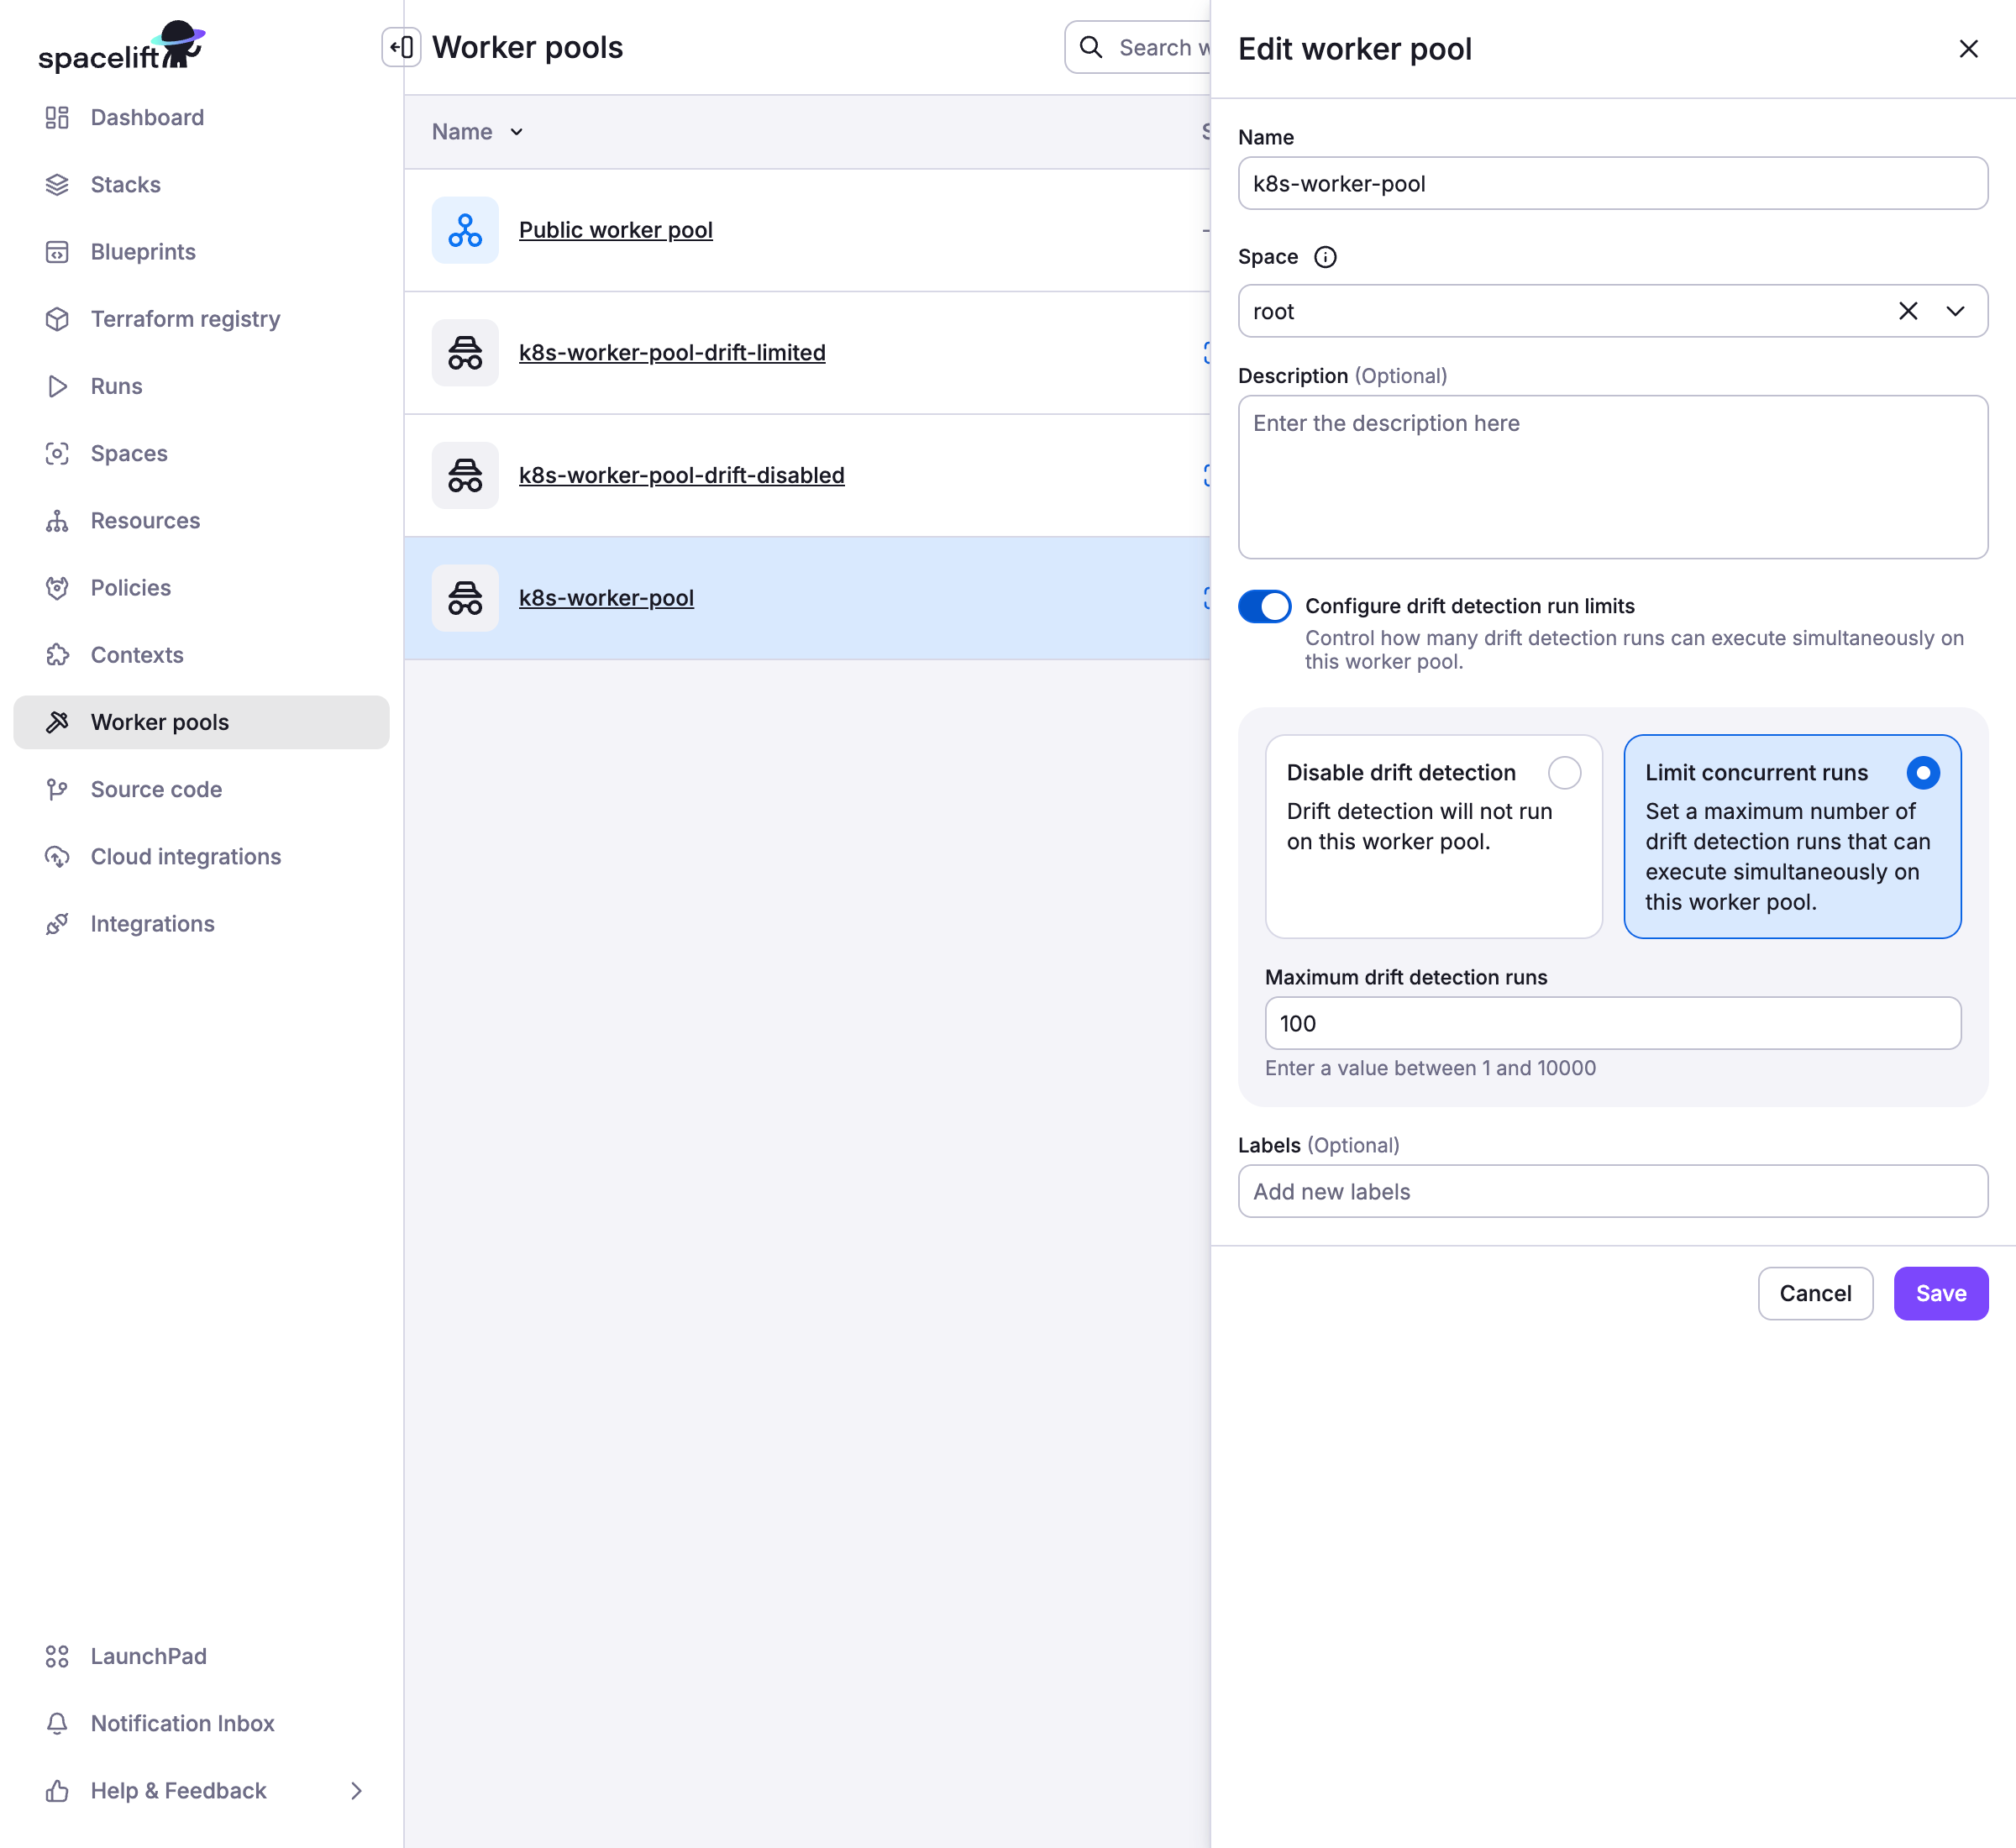 spacelift
Dashboard
Stacks
Blueprints
Terraform registry
Runs
Spaces
Resources
Policies
Contexts
Worker pools
Source code
Cloud integrations
Integrations
LaunchPad
Notification Inbox
Help & Feedback
Worker pools
Search
Name
Public worker pool
-
k8s-worker-pool-drift-limited
k8s-worker-pool-drift-disabled
k8s-worker-pool
Edit worker pool
Name
k8s-worker-pool
Space
root
Description (Optional)
Enter the description here
Configure drift detection run limits
Control how many drift detection runs can execute simultaneously on
this worker pool.
Disable drift detection
Drift detection will not run
on this worker pool.
Limit concurrent runs
Set a maximum number of
drift detection runs that can
execute simultaneously on
this worker pool.
Maximum drift detection runs
100
Enter a value between 1 and 10000
Labels (Optional)
Add new labels
Cancel
Save